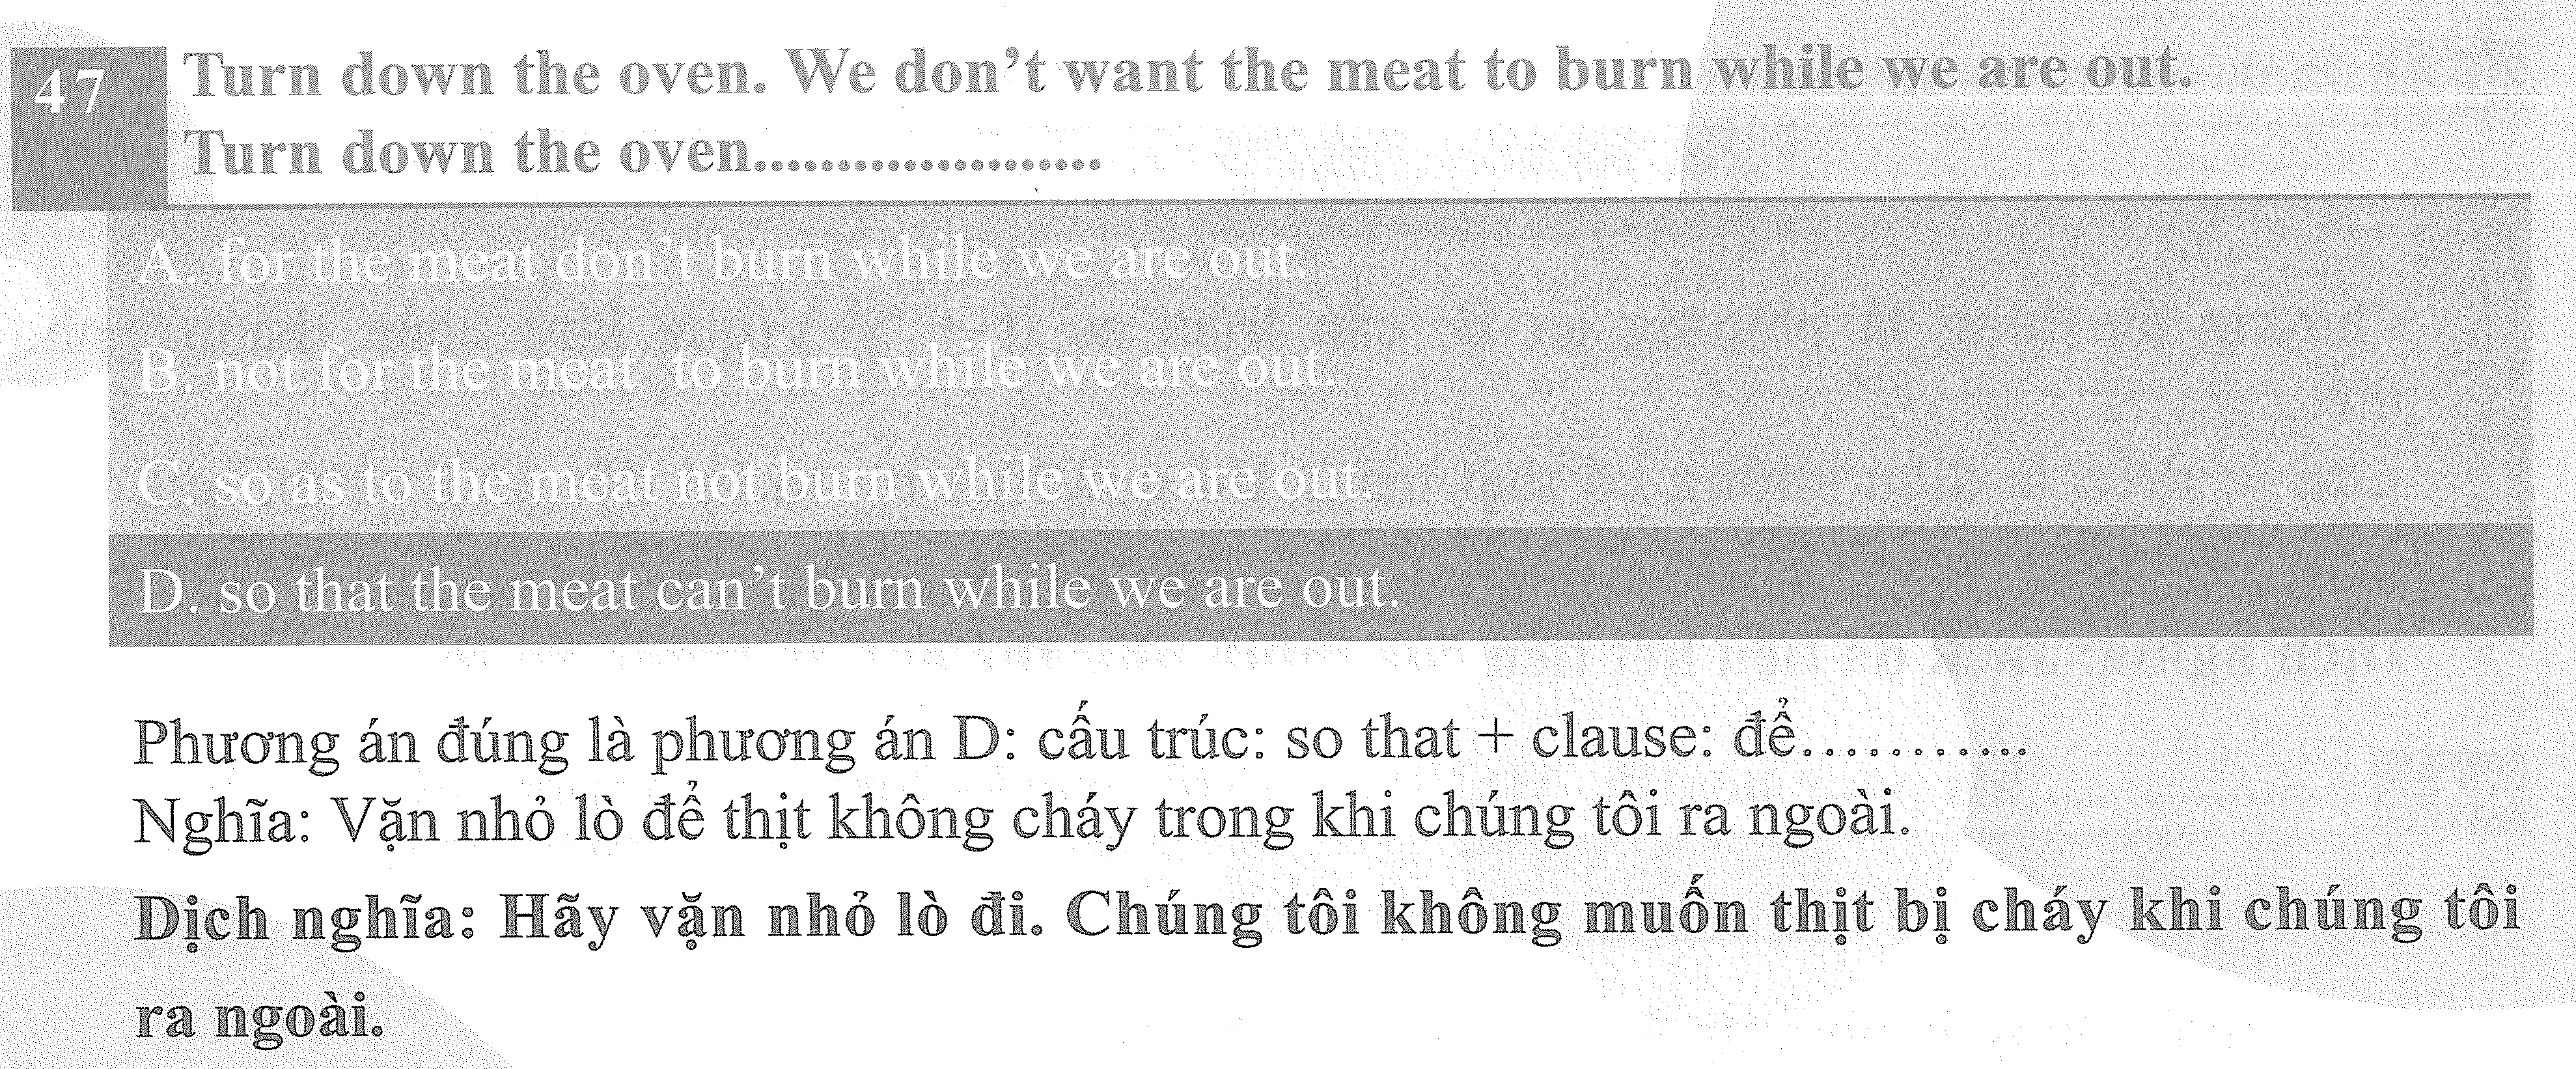 47
Turn down the oven. We don't want the meat to burn while we are out.
Turn down the oven.....................
A. for the meat don't burn while we are out.
B. not for the meat to burn while we are out.
C. so as to the meat not burn while we are out.
D. so that the meat can't burn while we are out.
Phương án đúng là phương án D: cấu trúc: so that + clause: để............
Nghĩa: Vặn nhỏ lò để thịt không cháy trong khi chúng tôi ra ngoài.
Dịch nghĩa: Hãy vặn nhỏ lò đi. Chúng tôi không muốn thịt bị cháy khi chúng tôi
ra ngoài.